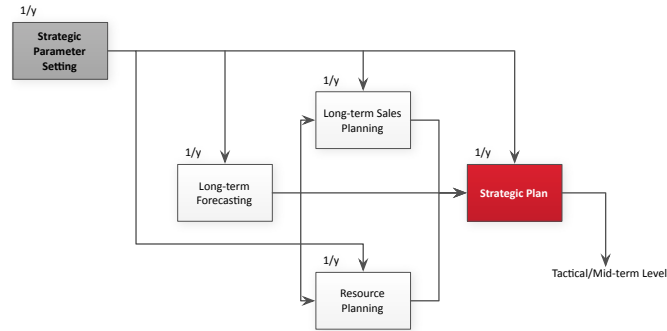 1/y
Strategic
Parameter
Setting
1/y
Long-term Sales
Planning
1/y
Long-term
Forecasting
1/y
Strategic Plan
1/y
Resource
Planning
Tactical/Mid-term Level